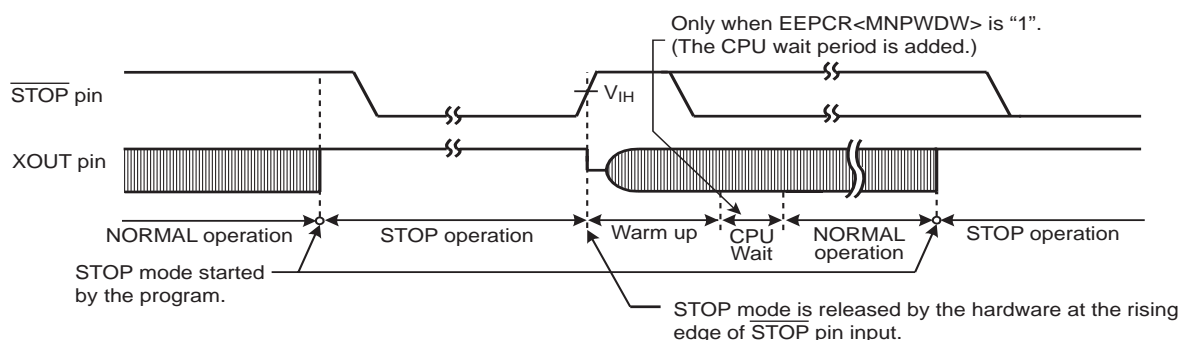 Only when EEPCR<MNPWDW> is “1”.
(The CPU wait period is added.)
STOP pin
VIH
XOUT pin
NORMAL operation
STOP operation
Warm up
CPU
Wait
NORMAL
operation
STOP operation
STOP mode started
by the program.
STOP mode is released by the hardware at the rising
edge of STOP pin input.